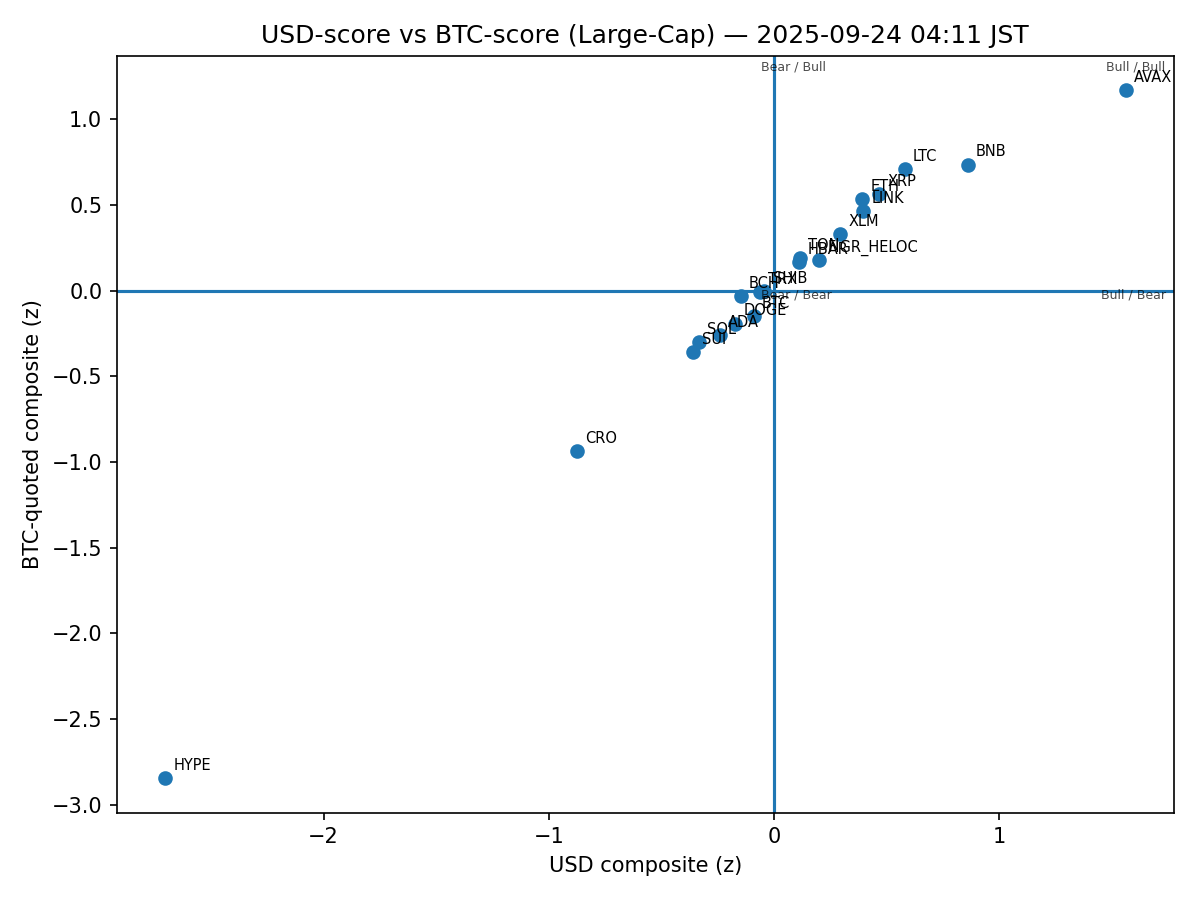 USD-score vs BTC-score (Large-Cap) — 2025-09-24 04:11 JST
Bear / Bull
Bull / Bull
AVAX
1.0
LTC
BNB
XRP
ETH
LINK
0.5
XLM
TON
HBAR
FIGR_HELOC
TRX
SHIB
BCH
0.0
Bear / Bear
Bull / Bear
BTC
DOGE
ADA
SOL
SUI
−0.5
CRO
−1.0
−1.5
−2.0
−2.5
HYPE
−3.0
−2
−1
0
1
USD composite (z)
BTC-quoted composite (z)